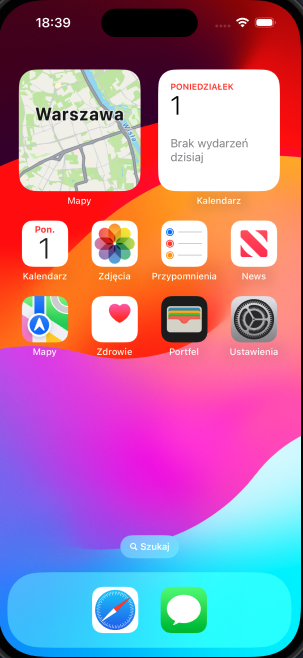 18:39
Warszawa
Wisła
Mapy
PONIEDZIAŁEK
1
Brak wydarzeń
dzisiaj
Kalendarz
Pon.
1
Kalendarz
Zdjęcia
Przypomnienia
News
Mapy
Zdrowie
Portfel
Ustawienia
Szukaj